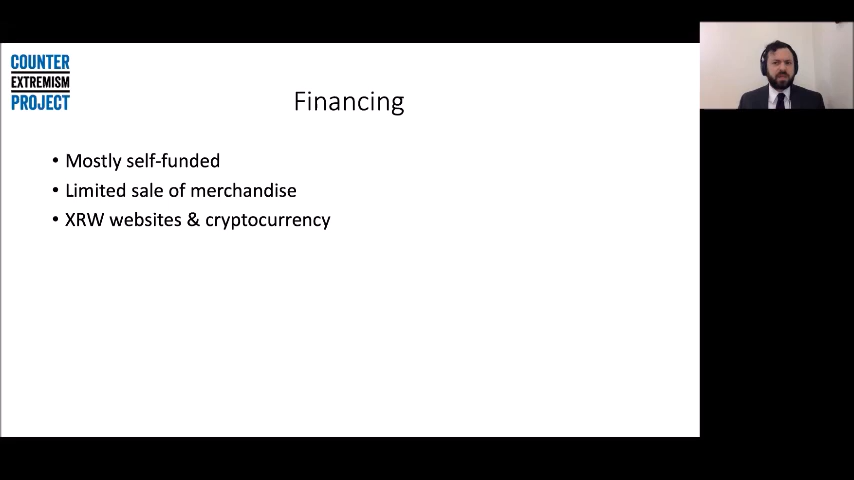 COUNTER
EXTREMISM
PROJECT
Financing
• Mostly self-funded
• Limited sale of merchandise
• XRW websites & cryptocurrency